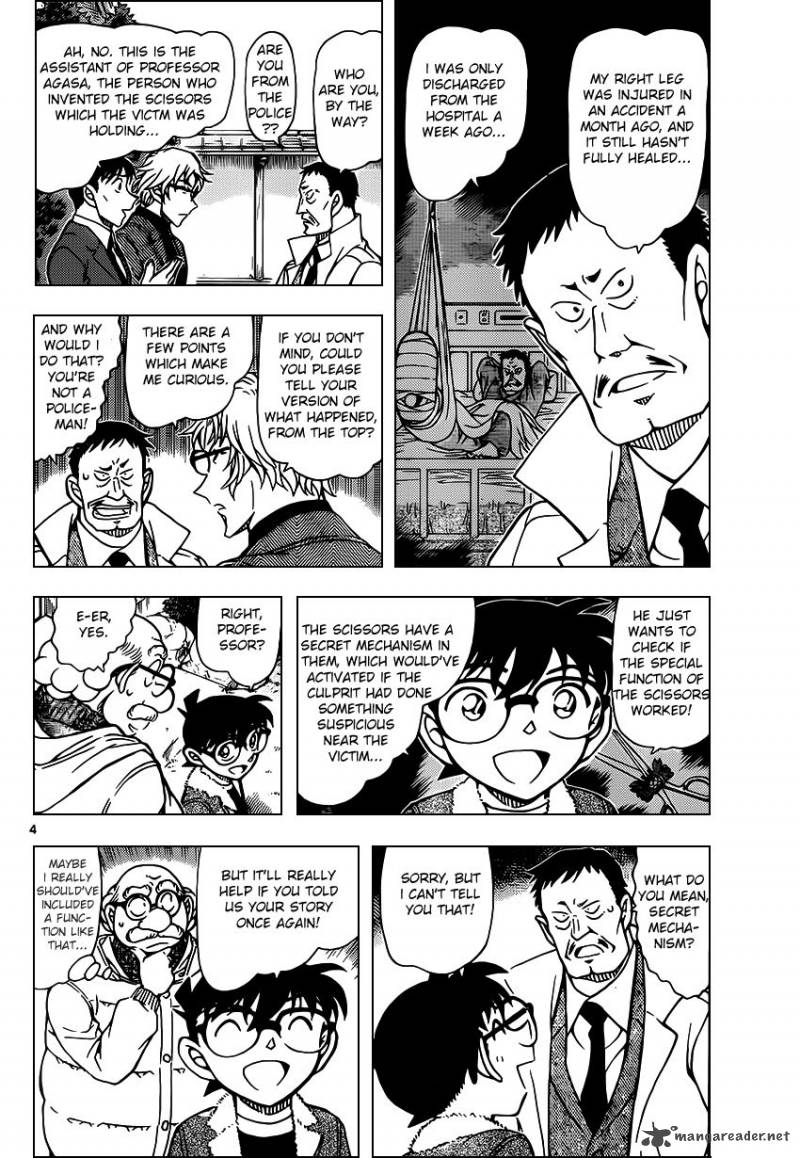 MY RIGHT LEG
WAS INJURED IN
AN ACCIDENT A
MONTH AGO, AND
IT STILL HASN'T
FULLY HEALED...
I WAS ONLY
DISCHARGED
FROM THE
HOSPITAL A
WEEK AGO...
WHO
ARE YOU,
BY THE
WAY?
ARE
YOU
FROM
THE
POLICE
??
AH, NO. THIS IS THE
ASSISTANT OF PROFESSOR
AGASA, THE PERSON WHO
INVENTED THE SCISSORS
WHICH THE VICTM WAS
HOLDING...
IF YOU DON'T
MIND, COULD
YOU PLEASE
TELL YOUR
VERSION OF
WHAT HAPPENED,
FROM THE TOP?
THERE ARE A
FEW POINTS
WHICH MAKE
ME CURIOUS.
AND WHY
WOULD I
DO THAT?
YOU'RE
NOT A
POLICE-
MAN!
HE JUST
WANTS TO
CHECK IF
THE SPECIAL
FUNCTION OF
THE SCISSORS
WORKED!
THE SCISSORS HAVE A
SECRET MECHANISM IN
THEM, WHICH WOULD'VE
ACTIVATED IF THE
CULPRIT HAD DONE
SOMETHING
SUSPICIOUS
NEAR THE
VICTIM...
RIGHT,
PROFE-
SSOR?
E-ER,
YES.
4
WHAT DO
YOU MEAN,
SECRET
MECHA-
NISM?
SORRY, BUT
I CAN'T TELL
YOU THAT!
BUT IT'LL REALLY
HELP IF YOU TOLD
US YOUR STORY
ONCE AGAIN!
MAYBE
I REALLY
SHOULD'VE
INCLUDED
A FUNC-
TION LIKE
THAT...
mangareader.net